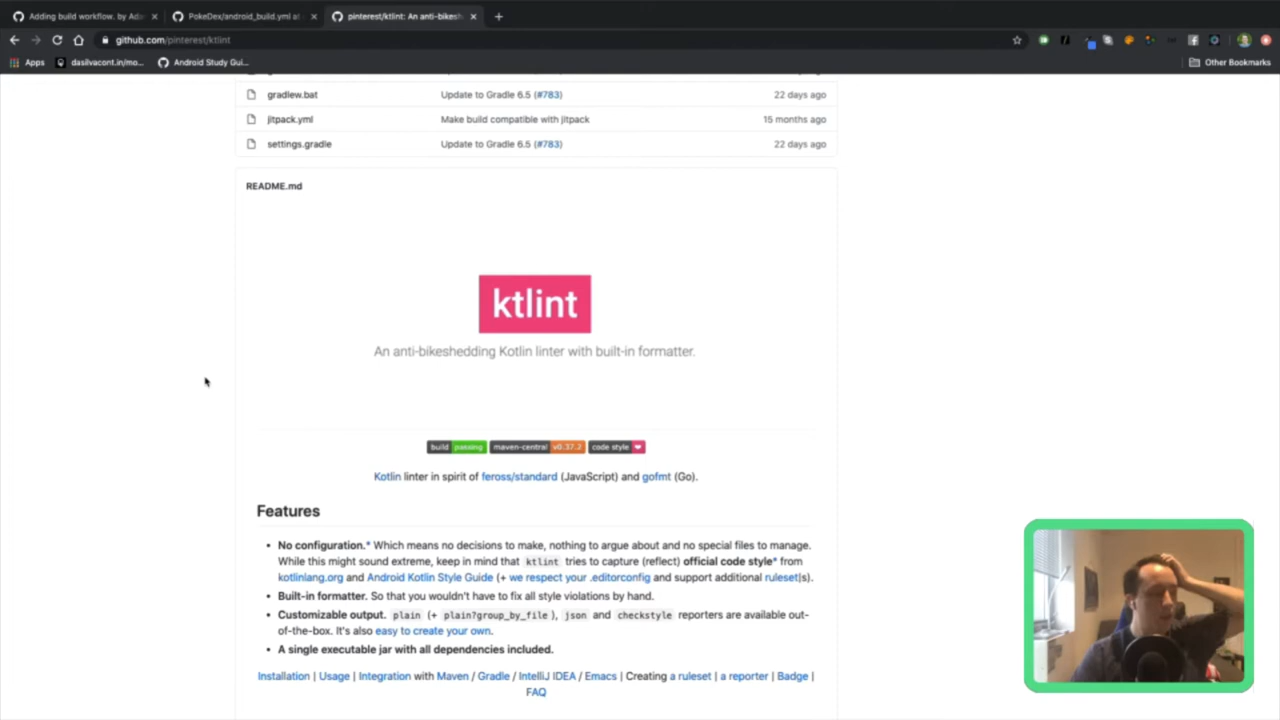 Adding build workflow. by Ada
PokeDex/android_build.yml at
pinterest/ktlint: An anti-bikesh
github.com/pinterest/ktlint
Apps
dasilvacont.in/mo...
Android Study Gui...
Other Bookmarks
gradlew.bat Update to Gradle 6.5 (#783) 22 days ago
jitpack.yml Make build compatible with jitpack 15 months ago
settings.gradle Update to Gradle 6.5 (#783) 22 days ago
README.md
ktlint
An anti-bikeshedding Kotlin linter with built-in formatter.
build passing maven-central v0.37.2 code style ❤
Kotlin linter in spirit of feross/standard (JavaScript) and gofmt (Go).
Features
• No configuration.* Which means no decisions to make, nothing to argue about and no special files to manage.
While this might sound extreme, keep in mind that ktlint tries to capture (reflect) official code style* from
kotlinlang.org and Android Kotlin Style Guide (+ we respect your .editorconfig and support additional rulesets).
• Built-in formatter. So that you wouldn't have to fix all style violations by hand.
• Customizable output. plain (+ plain?group_by_file), json and checkstyle reporters are available out-
of-the-box. It's also easy to create your own.
• A single executable jar with all dependencies included.
Installation | Usage | Integration with Maven / Gradle / IntelliJ IDEA / Emacs | Creating a ruleset | a reporter | Badge |
FAQ